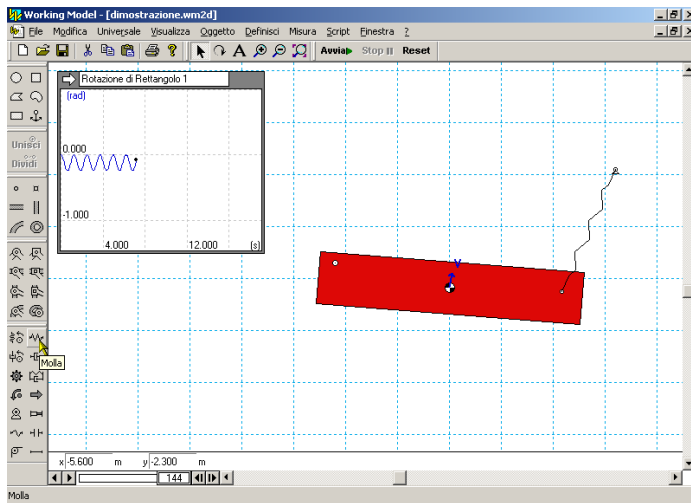 Working Model - [dimostrazione.wm2d]
File Modifica Universale Visualizza Oggetto Definisci Misura Script Finestra ?
A Avvia Stop Reset
Rotazione di Rettangolo 1
(rad)
0.000
-1.000
4.000 12.000 (s)
Unisci
Dividi
V
Molla
x -5.600 m y -2.300 m
144
Molla